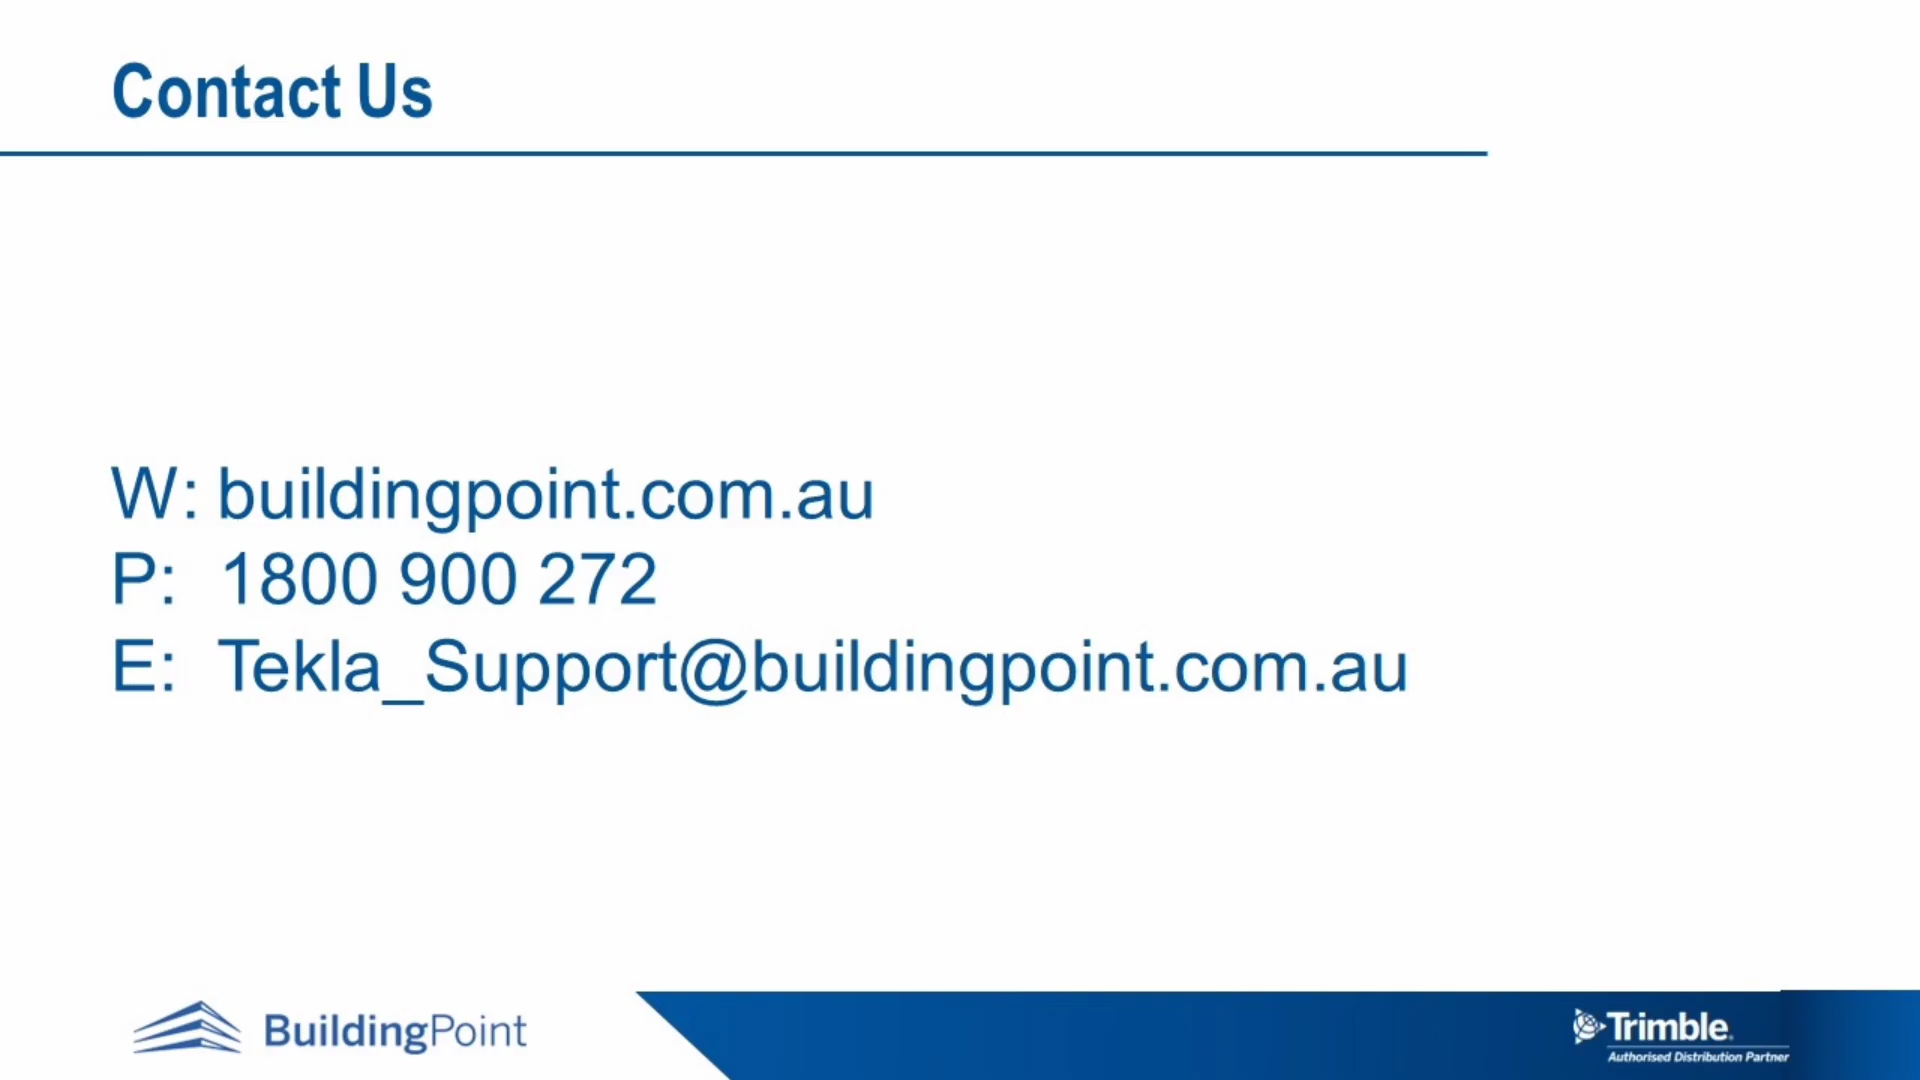 Contact Us
W: buildingpoint.com.au
P: 1800 900 272
E: Tekla_Support@buildingpoint.com.au
BuildingPoint
Trimble
Authorised Distribution Partner